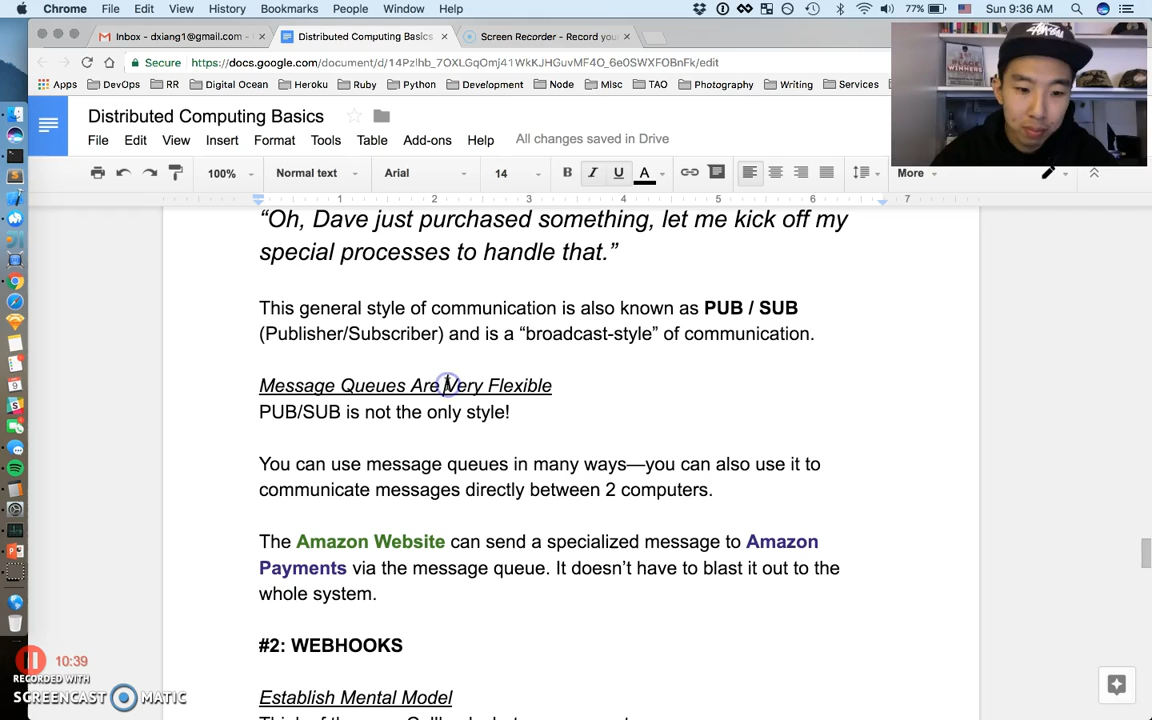 Chrome File Edit View History Bookmarks People Window Help 77% Sun 9:36 AM
Inbox - dxiang1@gmail.com - Distributed Computing Basics Screen Recorder - Record your
Secure https://docs.google.com/document/d/14Pzlhb_7OXLGqOmj41WkKJHGuvMF4O_6e0SWXFOBnFk/edit
Apps DevOps RR Digital Ocean Heroku Ruby Python Development Node Misc TAO Photography Writing Services
Distributed Computing Basics
File Edit View Insert Format Tools Table Add-ons Help All changes saved in Drive
100% Normal text Arial 14 B I U A More
1 2 3 4 5 6 7
“Oh, Dave just purchased something, let me kick off my
special processes to handle that.”
This general style of communication is also known as PUB / SUB
(Publisher/Subscriber) and is a “broadcast-style” of communication.
Message Queues Are Very Flexible
PUB/SUB is not the only style!
You can use message queues in many ways—you can also use it to
communicate messages directly between 2 computers.
The Amazon Website can send a specialized message to Amazon
Payments via the message queue. It doesn’t have to blast it out to the
whole system.
#2: WEBHOOKS
Establish Mental Model
10:39
RECORDED WITH
SCREENCAST MATIC
WINNERS